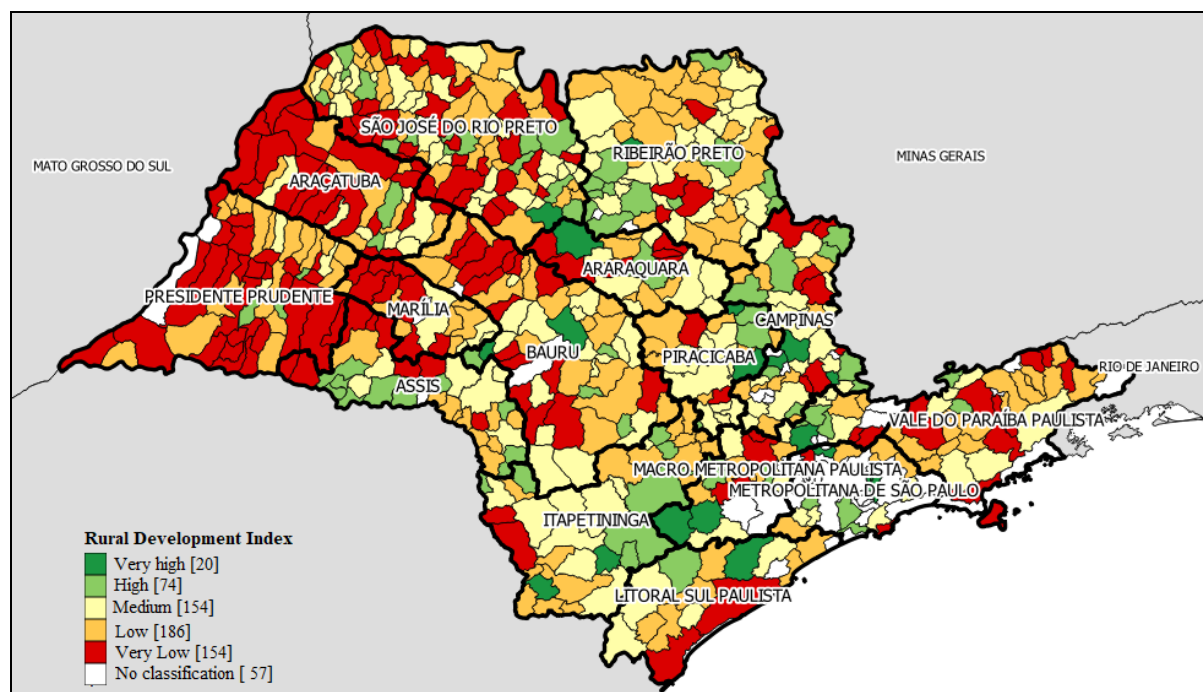 SÃO JOSÉ DO RIO PRETO
RIBEIRÃO PRETO
MATO GROSSO DO SUL
MINAS GERAIS
ARAÇATUBA
ARARAQUARA
PRESIDENTE PRUDENTE
MARÍLIA
CAMPINAS
BAURU
PIRACICABA
RIO DE JANEIRO
ASSIS
VALE DO PARAÍBA PAULISTA
MACRO METROPOLITANA PAULISTA
METROPOLITANA DE SÃO PAULO
ITAPETININGA
LITORAL SUL PAULISTA
Rural Development Index
Very high [20]
High [74]
Medium [154]
Low [186]
Very Low [154]
No classification [ 57]